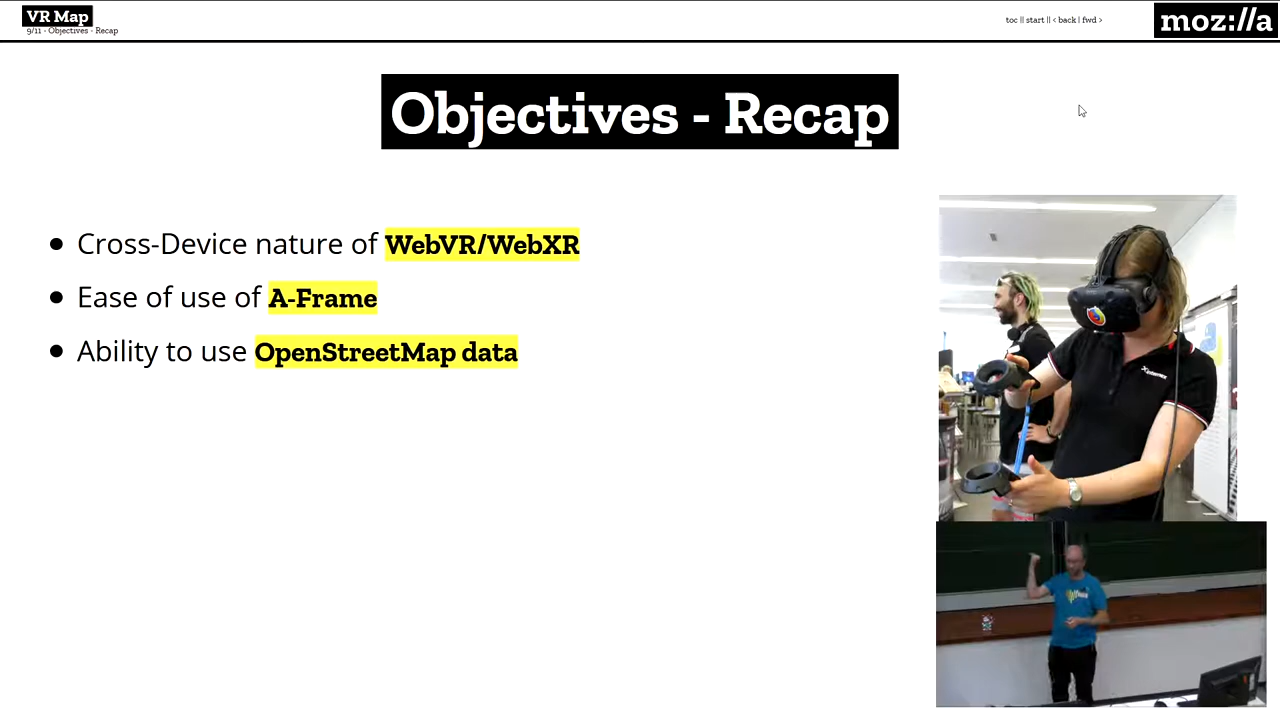 VR Map
9/11 - Objectives - Recap
toc || start || < back | fwd >
moz://a
Objectives - Recap
Cross-Device nature of WebVR/WebXR
Ease of use of A-Frame
Ability to use OpenStreetMap data